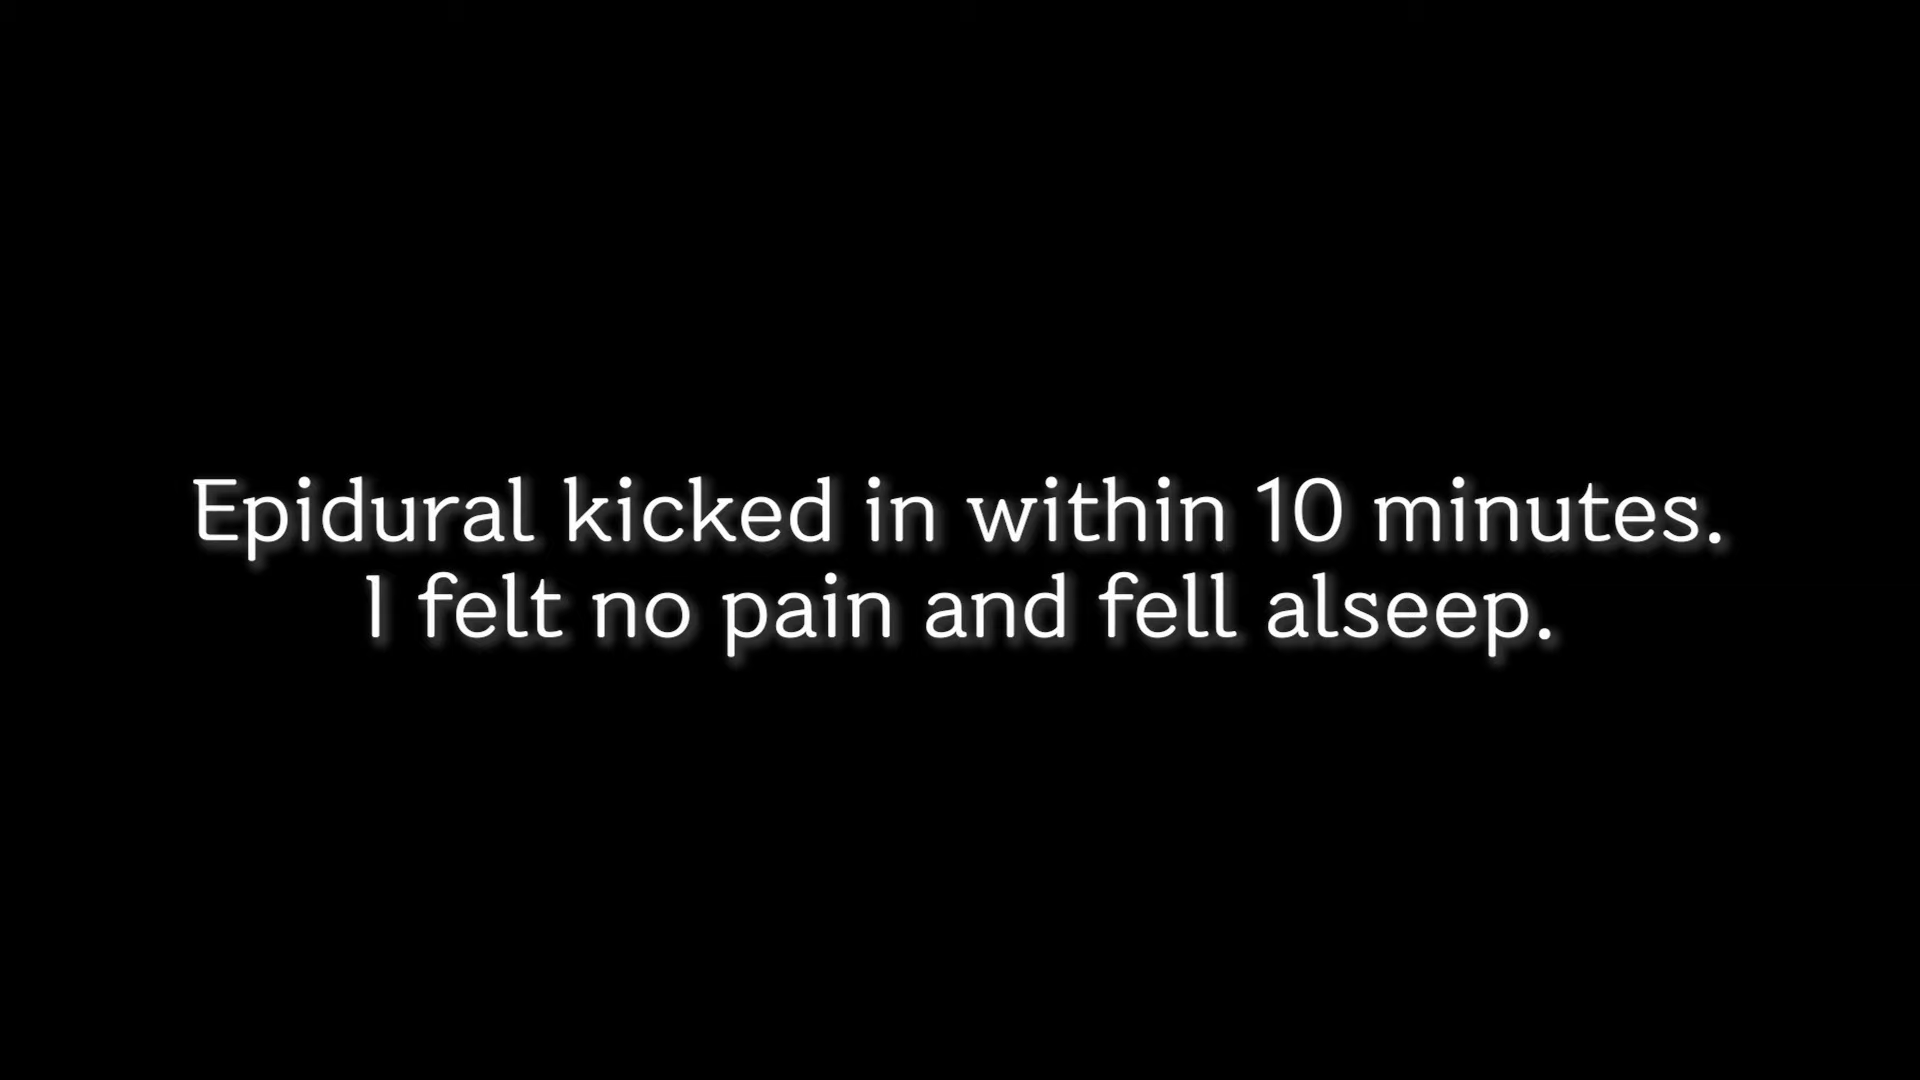 Epidural kicked in within 10 minutes.
I felt no pain and fell alseep.